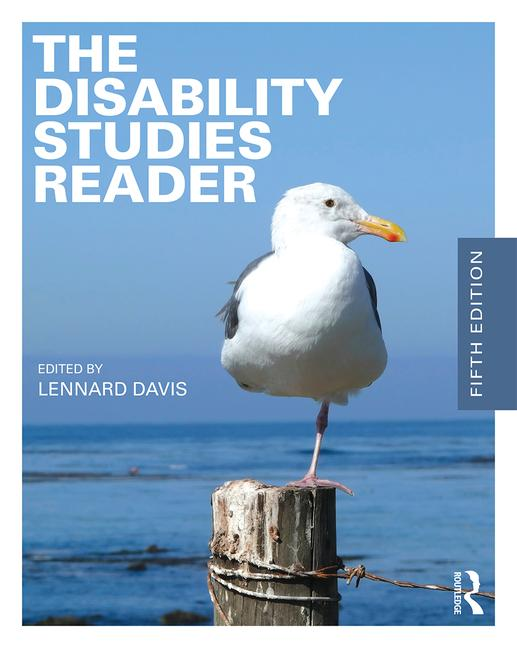 THE
DISABILITY
STUDIES
READER
FIFTH EDITION
EDITED BY
LENNARD DAVIS
ROUTLEDGE